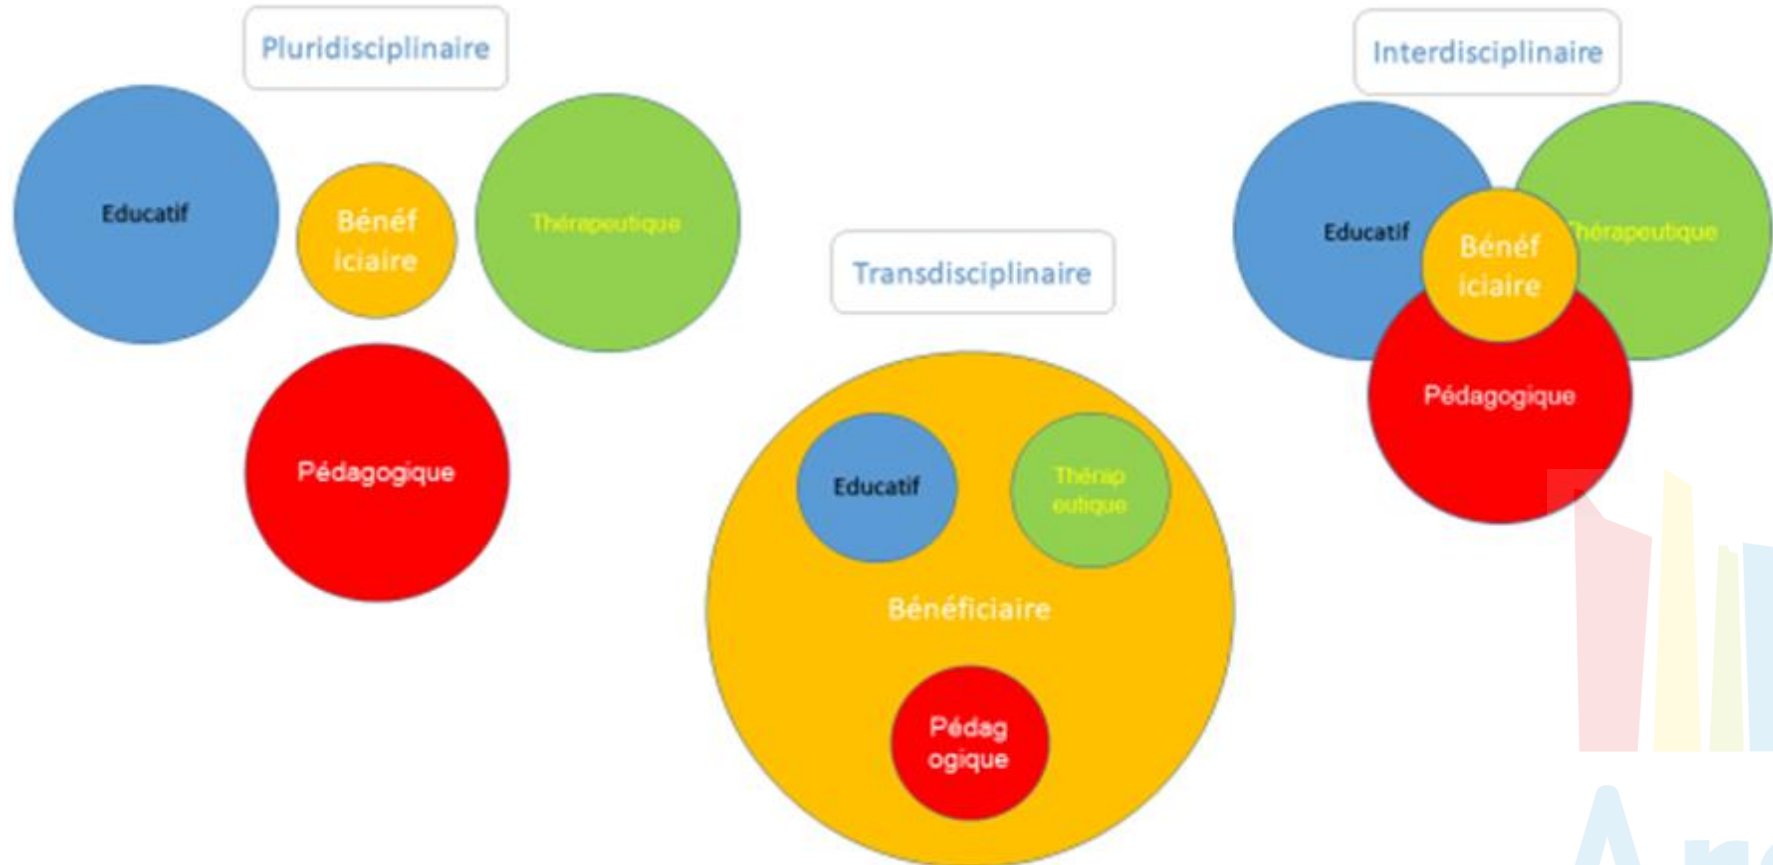 Pluridisciplinaire
Educatif
Bénéf
iciaire
Thérapeutique
Pédagogique
Transdisciplinaire
Educatif
Thérap
eutique
Bénéficiaire
Pédag
ogique
Interdisciplinaire
Educatif
Bénéf
iciaire
hérapeutique
Pédagogique